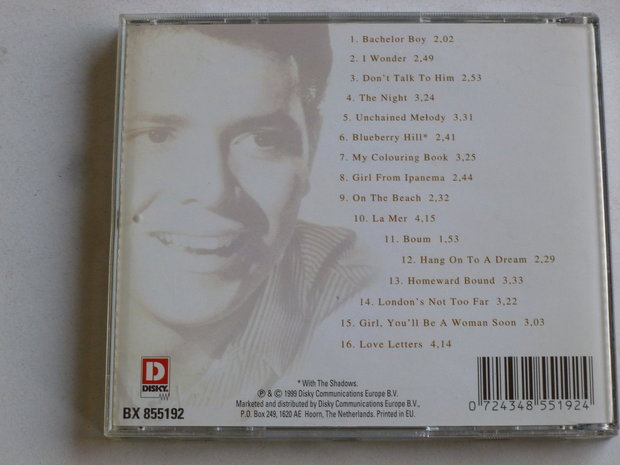 1. Bachelor Boy 2,02
2. I Wonder 2,49
3. Don't Talk To Him 2,53
4. The Night 3,24
5. Unchained Melody 3,31
6. Blueberry Hill* 2,41
7. My Colouring Book 3,25
8. Girl From Ipanema 2,44
9. On The Beach 2,32
10. La Mer 4,15
11. Boum 1,53
12. Hang On To A Dream 2,29
13. Homeward Bound 3,33
14. London's Not Too Far 3,22
15. Girl, You'll Be A Woman Soon 3,03
16. Love Letters 4,14
D
DISKY
BX 855192
* With The Shadows.
℗ & © 1999 Disky Communications Europe B.V.
Marketed and distributed by Disky Communications Europe B.V.,
P.O. Box 249, 1620 AE Hoorn, The Netherlands. Printed in EU.
0 724348 551924